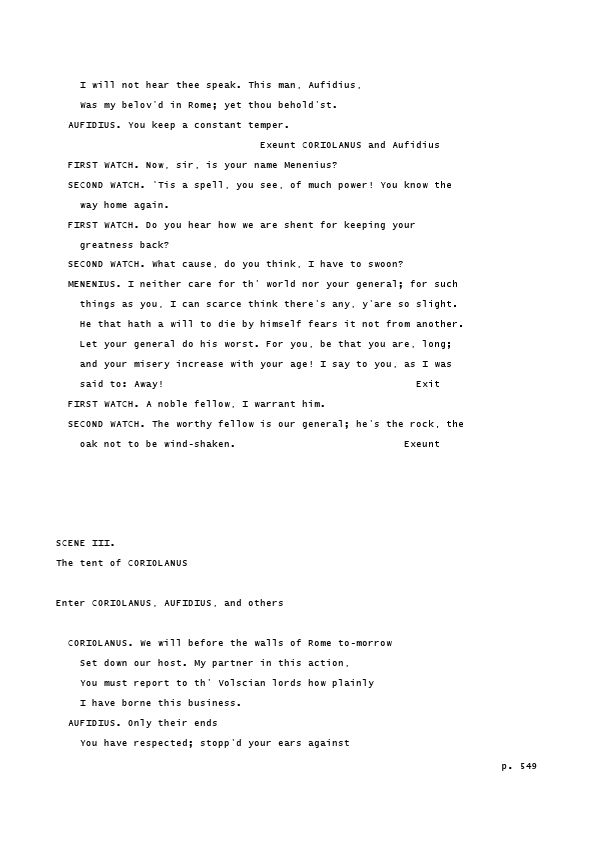 I will not hear thee speak. This man, Aufidius,
Was my belov'd in Rome; yet thou behold'st.
AUFIDIUS. You keep a constant temper.
Exeunt CORIOLANUS and Aufidius
FIRST WATCH. Now, sir, is your name Menenius?
SECOND WATCH. 'Tis a spell, you see, of much power! You know the
way home again.
FIRST WATCH. Do you hear how we are shent for keeping your
greatness back?
SECOND WATCH. What cause, do you think, I have to swoon?
MENENIUS. I neither care for th' world nor your general; for such
things as you, I can scarce think there's any, y'are so slight.
He that hath a will to die by himself fears it not from another.
Let your general do his worst. For you, be that you are, long;
and your misery increase with your age! I say to you, as I was
said to: Away! Exit
FIRST WATCH. A noble fellow, I warrant him.
SECOND WATCH. The worthy fellow is our general; he's the rock, the
oak not to be wind-shaken. Exeunt
SCENE III.
The tent of CORIOLANUS
Enter CORIOLANUS, AUFIDIUS, and others
CORIOLANUS. We will before the walls of Rome to-morrow
Set down our host. My partner in this action,
You must report to th' Volscian lords how plainly
I have borne this business.
AUFIDIUS. Only their ends
You have respected; stopp'd your ears against
p. 549